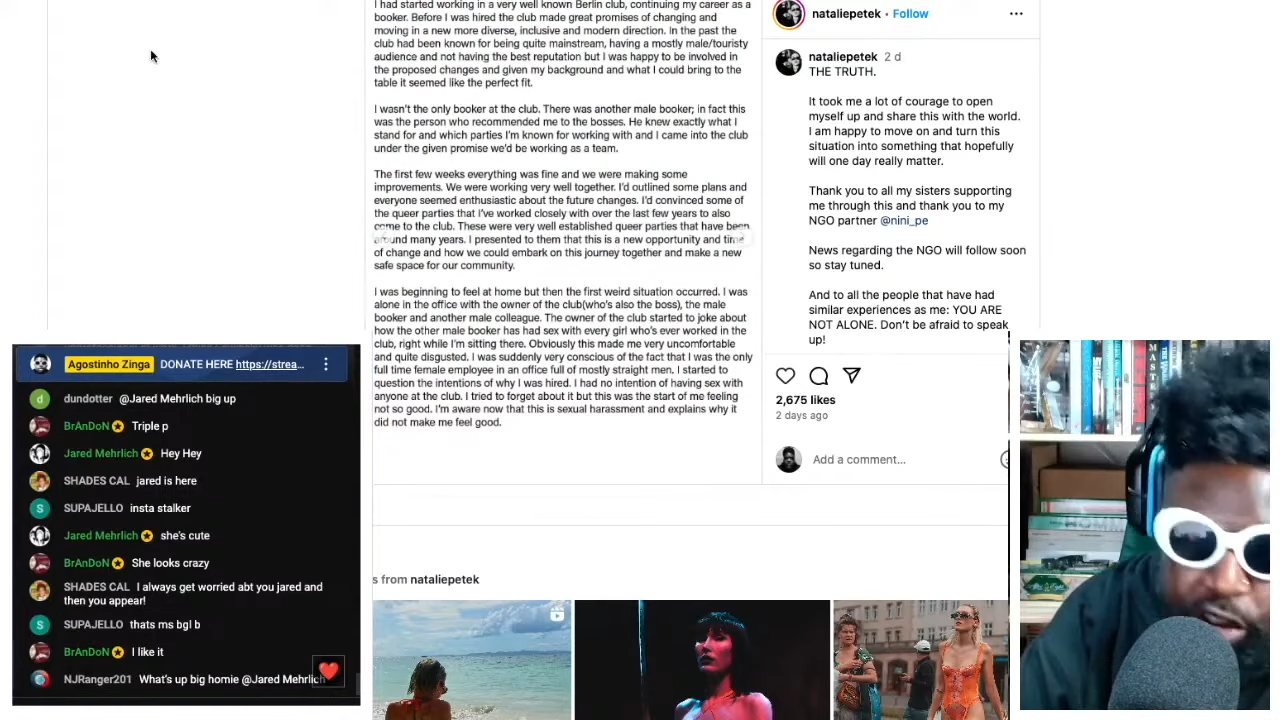 I had started working in a very well known Berlin club, continuing my career as a
booker. Before I was hired the club made great promises of changing and
moving in a new more diverse, inclusive and modern direction. In the past the
club had been known for being quite mainstream, having a mostly male/touristy
audience and not having the best reputation but I was happy to be involved in
the proposed changes and given my background and what I could bring to the
table it seemed like the perfect fit.
I wasn't the only booker at the club. There was another male booker; in fact this
was the person who recommended me to the bosses. He knew exactly what I
stand for and which parties I'm known for working with and I came into the club
under the given promise we'd be working as a team.
The first few weeks everything was fine and we were making some
improvements. We were working very well together. I'd outlined some plans and
everyone seemed enthusiastic about the future changes. I'd convinced some of
the queer parties that I've worked closely with over the last few years to also
come to the club. These were very well established queer parties that have been
around many years. I presented to them that this is a new opportunity and time
of change and how we could embark on this journey together and make a new
safe space for our community.
I was beginning to feel at home but then the first weird situation occurred. I was
alone in the office with the owner of the club(who's also the boss), the male
booker and another male colleague. The owner of the club started to joke about
how the other male booker has had sex with every girl who's ever worked in the
club, right while I'm sitting there. Obviously this made me very uncomfortable
and quite disgusted. I was suddenly very conscious of the fact that I was the only
full time female employee in an office full of mostly straight men. I started to
question the intentions of why I was hired. I had no intention of having sex with
anyone at the club. I tried to forget about it but this was the start of me feeling
not so good. I'm aware now that this is sexual harassment and explains why it
did not make me feel good.
nataliepetek • Follow
nataliepetek 2 d
THE TRUTH.
It took me a lot of courage to open
myself up and share this with the world.
I am happy to move on and turn this
situation into something that hopefully
will one day really matter.
Thank you to all my sisters supporting
me through this and thank you to my
NGO partner @nini_pe
News regarding the NGO will follow soon
so stay tuned.
And to all the people that have had
similar experiences as me: YOU ARE
NOT ALONE. Don't be afraid to speak
up!
2,675 likes
2 days ago
Add a comment...
s from nataliepetek
Agostinho Zinga DONATE HERE https://strea...
d dundotter @Jared Mehrlich big up
BrAnDoN Triple p
Jared Mehrlich Hey Hey
SHADES CAL jared is here
S SUPAJELLO insta stalker
Jared Mehrlich she's cute
BrAnDoN She looks crazy
SHADES CAL I always get worried abt you jared and
then you appear!
S SUPAJELLO thats ms bgl b
BrAnDoN I like it
NJRanger201 What's up big homie @Jared Mehrlich
MASTE